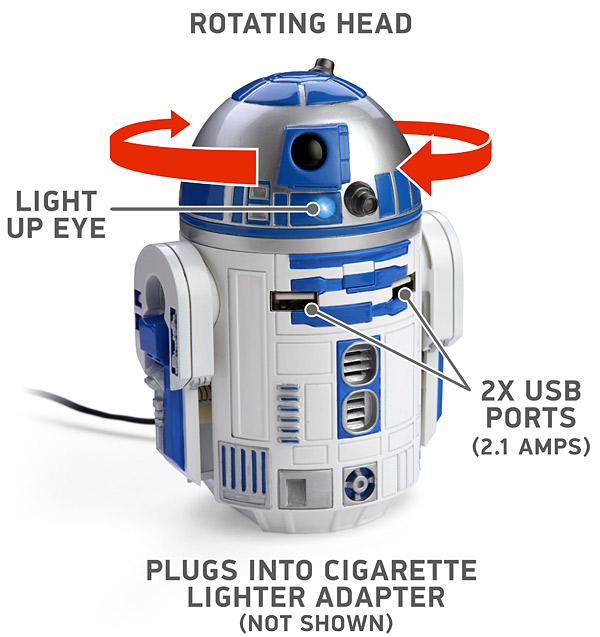 ROTATING HEAD
LIGHT
UP EYE
2X USB
PORTS
(2.1 AMPS)
PLUGS INTO CIGARETTE
LIGHTER ADAPTER
(NOT SHOWN)